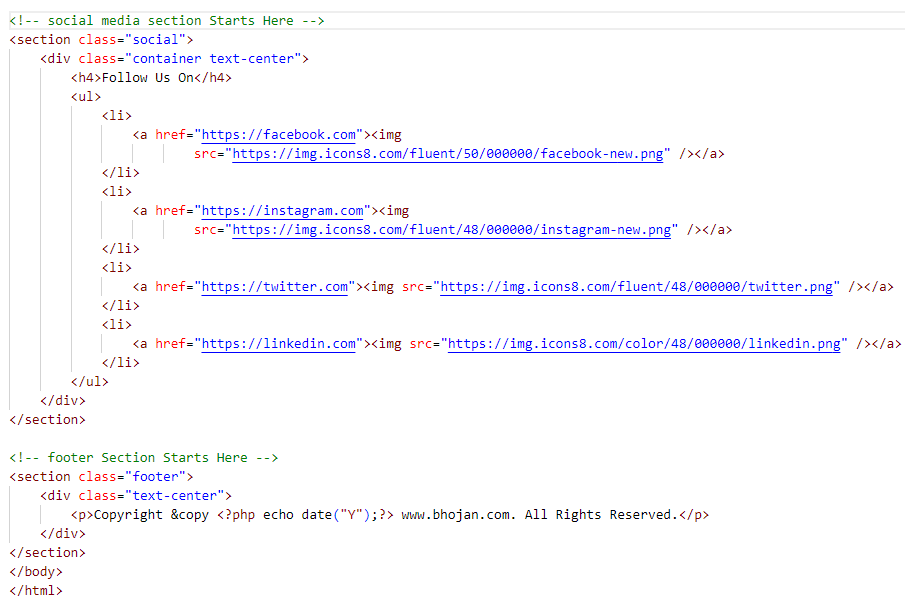 <!-- social media section Starts Here -->
<section class="social">
    <div class="container text-center">
        <h4>Follow Us On</h4>
        <ul>
            <li>
                <a href="https://facebook.com"><img
                        src="https://img.icons8.com/fluent/50/000000/facebook-new.png" /></a>
            </li>
            <li>
                <a href="https://instagram.com"><img
                        src="https://img.icons8.com/fluent/48/000000/instagram-new.png" /></a>
            </li>
            <li>
                <a href="https://twitter.com"><img src="https://img.icons8.com/fluent/48/000000/twitter.png" /></a>
            </li>
            <li>
                <a href="https://linkedin.com"><img src="https://img.icons8.com/color/48/000000/linkedin.png" /></a>
            </li>
        </ul>
    </div>
</section>

<!-- footer Section Starts Here -->
<section class="footer">
    <div class="text-center">
        <p>Copyright &copy <?php echo date("Y");?> www.bhojan.com. All Rights Reserved.</p>
    </div>
</section>
</body>
</html>